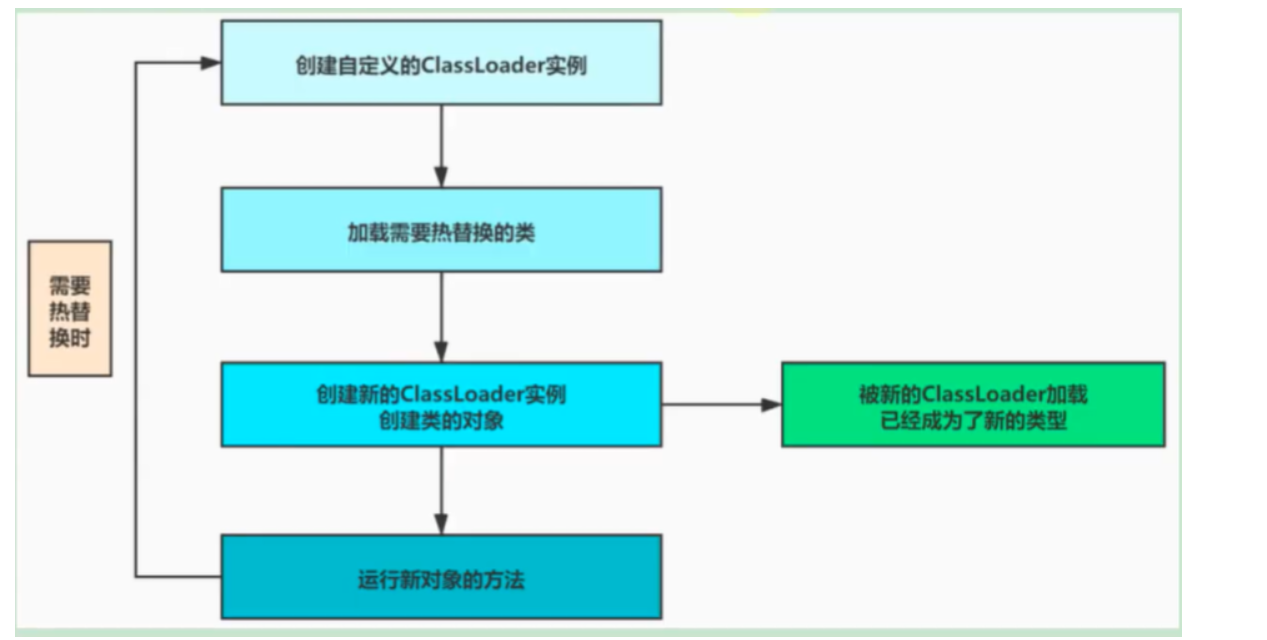 创建自定义的ClassLoader实例
加载需要热替换的类
需要
热替
换时
创建新的ClassLoader实例
创建类的对象
被新的ClassLoader加载
已经成为了新的类型
运行新对象的方法